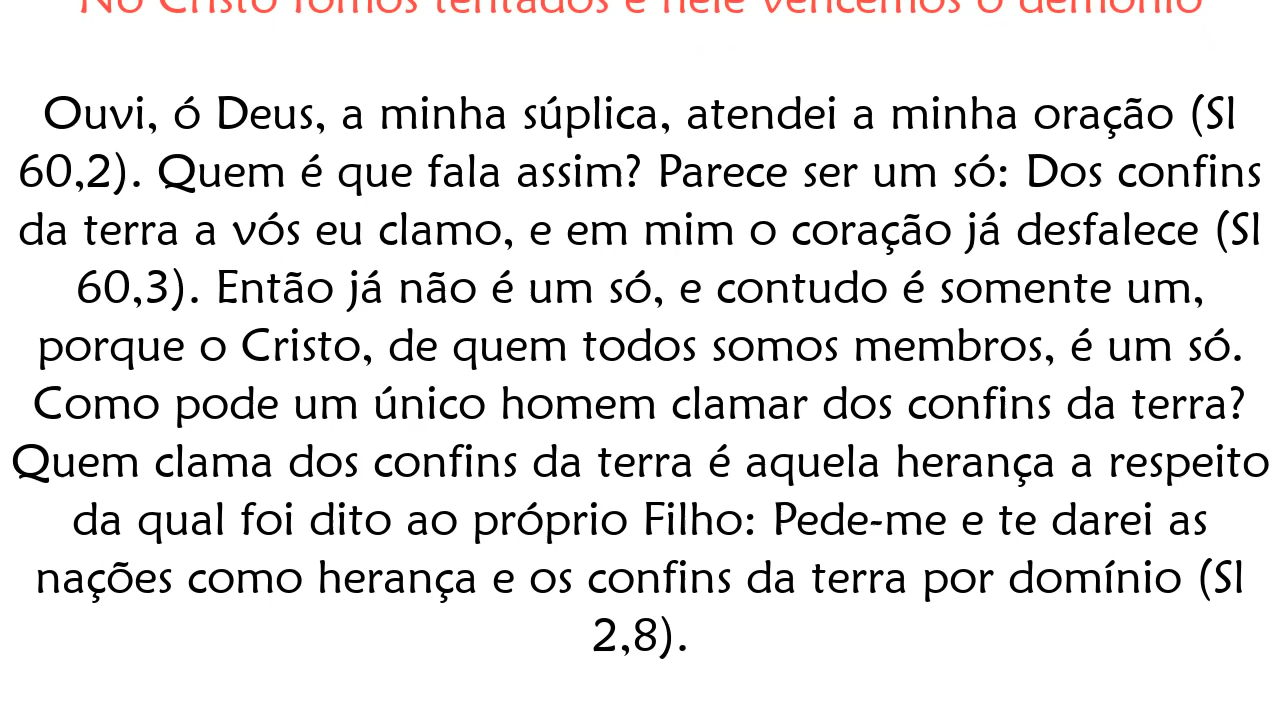 No Cristo fomos tentados e nele vencemos o demônio
Ouvi, ó Deus, a minha súplica, atendei a minha oração (Sl
60,2). Quem é que fala assim? Parece ser um só: Dos confins
da terra a vós eu clamo, e em mim o coração já desfalece (Sl
60,3). Então já não é um só, e contudo é somente um,
porque o Cristo, de quem todos somos membros, é um só.
Como pode um único homem clamar dos confins da terra?
Quem clama dos confins da terra é aquela herança a respeito
da qual foi dito ao próprio Filho: Pede-me e te darei as
nações como herança e os confins da terra por domínio (Sl
2,8).